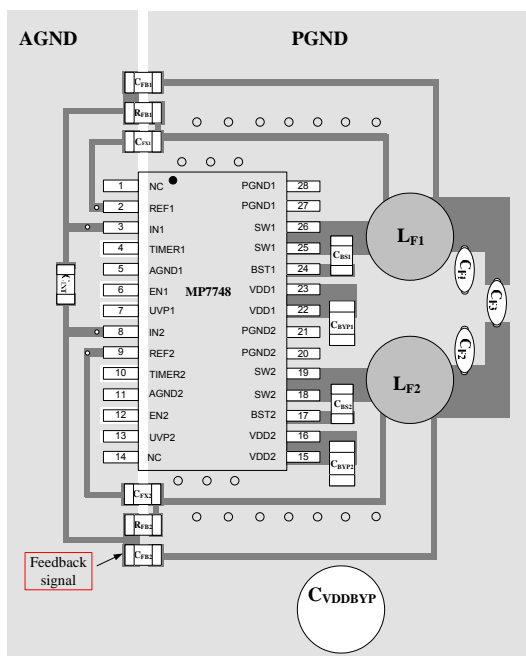 AGND
PGND
CFB1
RFB1
CFX1
1 NC PGND1 28
2 REF1 PGND1 27
3 IN1 SW1 26
4 TIMER1 SW1 25
5 AGND1 BST1 24
6 EN1 MP7748 VDD1 23
7 UVP1 VDD1 22
8 IN2 PGND2 21
9 REF2 PGND2 20
10 TIMER2 SW2 19
11 AGND2 SW2 18
12 EN2 BST2 17
13 UVP2 VDD2 16
14 NC VDD2 15
LF1
CBS1
CF1
CF3
CBYP1
CF2
LF2
CBS2
CBYP2
CFX2
RFB2
CFB2
Feedback
signal
CVDDBYP